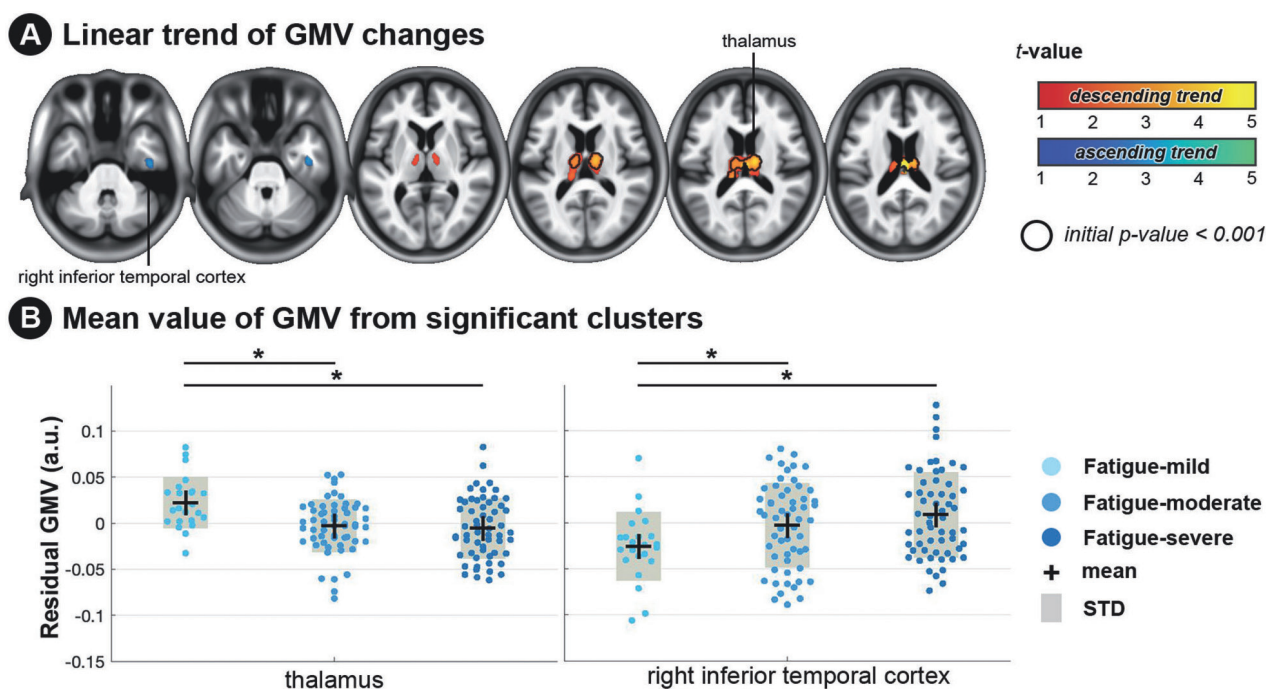 A Linear trend of GMV changes
thalamus
right inferior temporal cortex
t-value
descending trend
1 2 3 4 5
ascending trend
1 2 3 4 5
initial p-value < 0.001
B Mean value of GMV from significant clusters
* *
* *
Residual GMV (a.u.)
0.1
0.05
0
-0.05
-0.1
-0.15
thalamus
right inferior temporal cortex
Fatigue-mild
Fatigue-moderate
Fatigue-severe
mean
STD